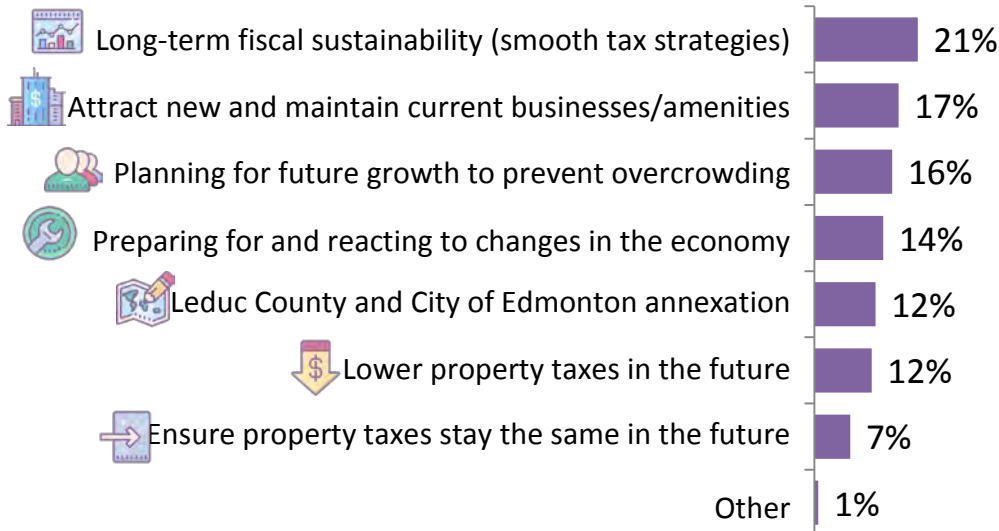 Long-term fiscal sustainability (smooth tax strategies) 21%
Attract new and maintain current businesses/amenities 17%
Planning for future growth to prevent overcrowding 16%
Preparing for and reacting to changes in the economy 14%
Leduc County and City of Edmonton annexation 12%
Lower property taxes in the future 12%
Ensure property taxes stay the same in the future 7%
Other 1%